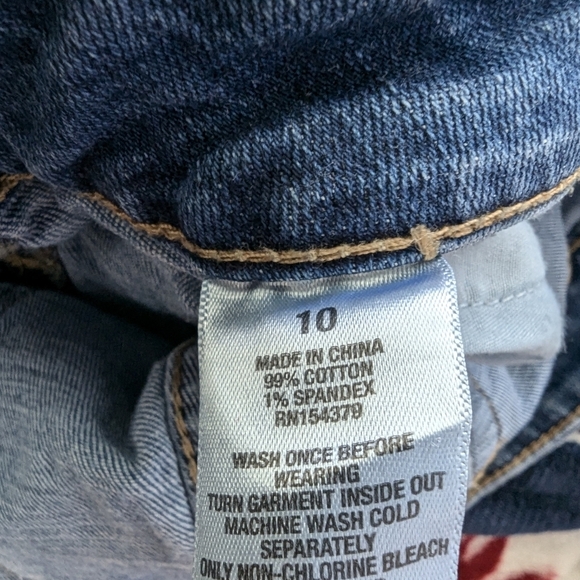 10
MADE IN CHINA
99% COTTON
1% SPANDEX
RN154379
WASH ONCE BEFORE
WEARING
TURN GARMENT INSIDE OUT
MACHINE WASH COLD
SEPARATELY
ONLY NON-CHLORINE BLEACH